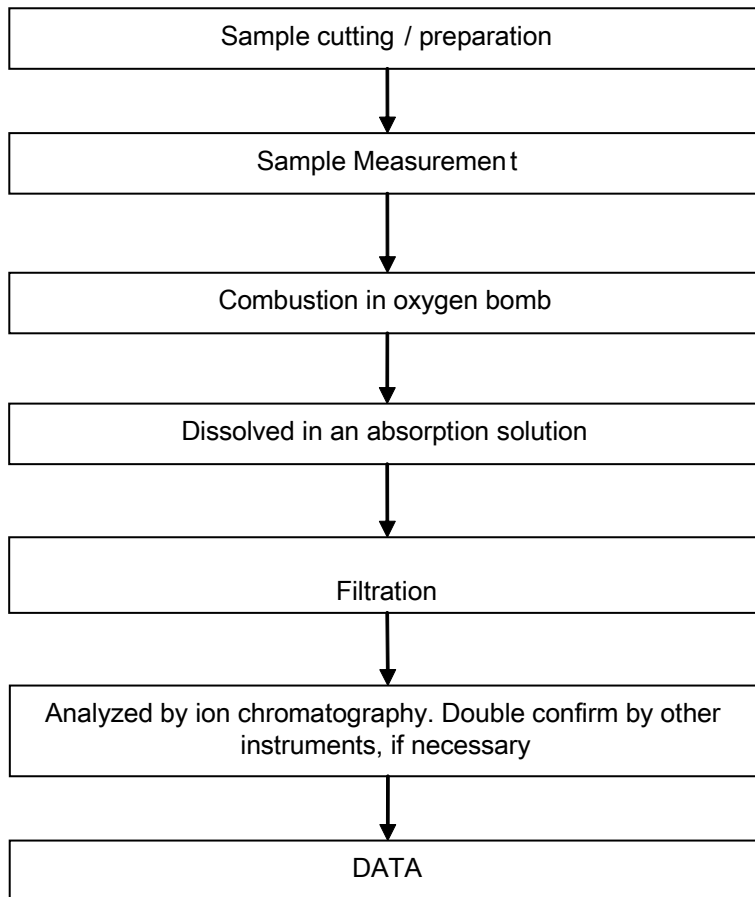 Sample cutting / preparation
Sample Measurement
Combustion in oxygen bomb
Dissolved in an absorption solution
Filtration
Analyzed by ion chromatography. Double confirm by other
instruments, if necessary
DATA